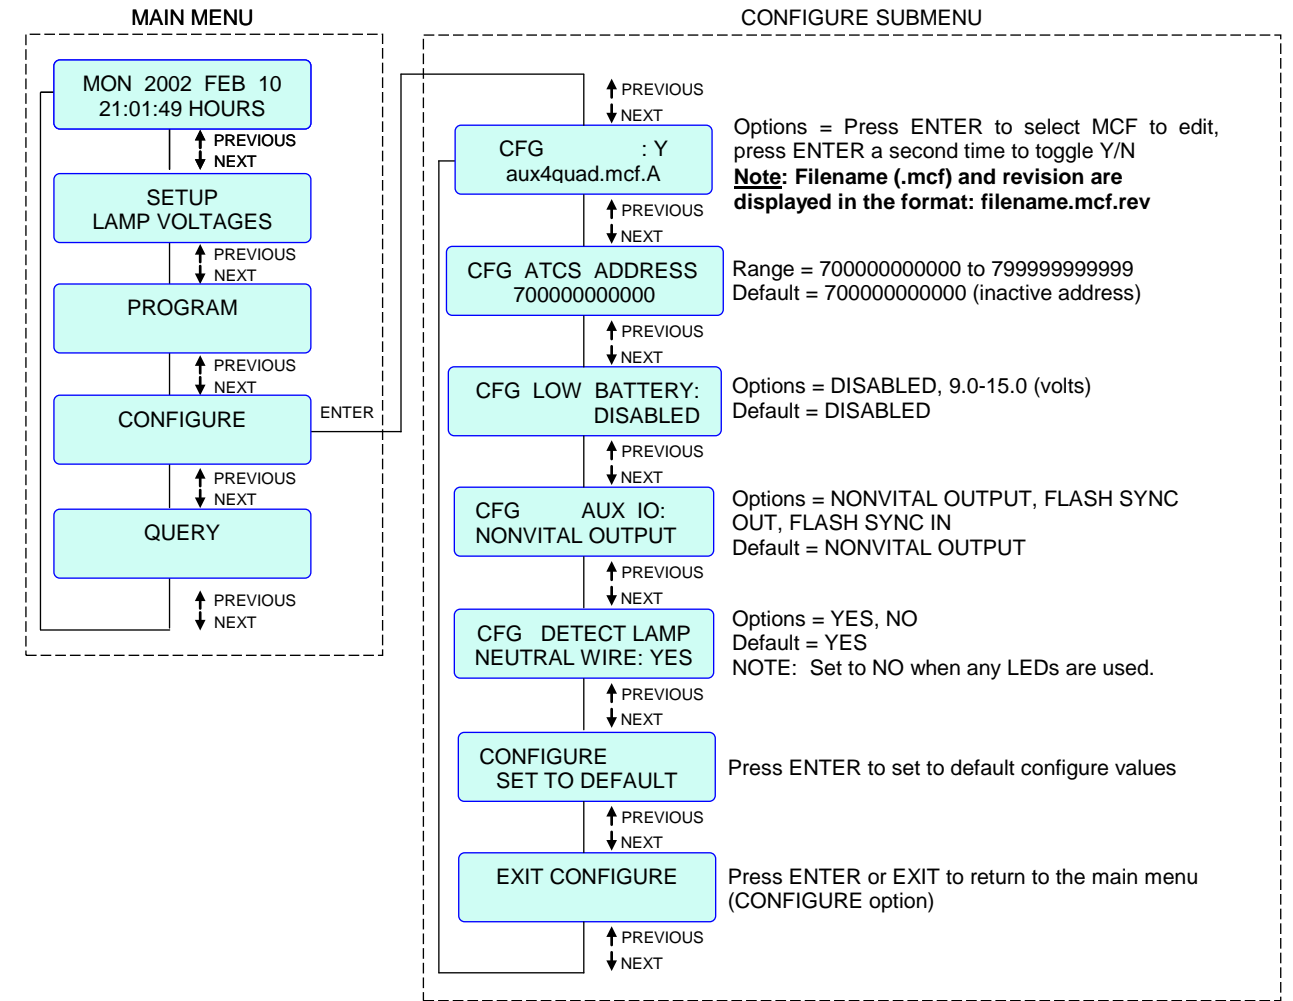 MAIN MENU
MON 2002 FEB 10
21:01:49 HOURS
PREVIOUS
NEXT
SETUP
LAMP VOLTAGES
PREVIOUS
NEXT
PROGRAM
PREVIOUS
NEXT
CONFIGURE
ENTER
PREVIOUS
NEXT
QUERY
PREVIOUS
NEXT
CONFIGURE SUBMENU
PREVIOUS
NEXT
CFG : Y
aux4quad.mcf.A
Options = Press ENTER to select MCF to edit,
press ENTER a second time to toggle Y/N
Note: Filename (.mcf) and revision are
displayed in the format: filename.mcf.rev
PREVIOUS
NEXT
CFG ATCS ADDRESS
700000000000
Range = 700000000000 to 799999999999
Default = 700000000000 (inactive address)
PREVIOUS
NEXT
CFG LOW BATTERY:
DISABLED
Options = DISABLED, 9.0-15.0 (volts)
Default = DISABLED
PREVIOUS
NEXT
CFG AUX IO:
NONVITAL OUTPUT
Options = NONVITAL OUTPUT, FLASH SYNC
OUT, FLASH SYNC IN
Default = NONVITAL OUTPUT
PREVIOUS
NEXT
CFG DETECT LAMP
NEUTRAL WIRE: YES
Options = YES, NO
Default = YES
NOTE: Set to NO when any LEDs are used.
PREVIOUS
NEXT
CONFIGURE
SET TO DEFAULT
Press ENTER to set to default configure values
PREVIOUS
NEXT
EXIT CONFIGURE
Press ENTER or EXIT to return to the main menu
(CONFIGURE option)
PREVIOUS
NEXT